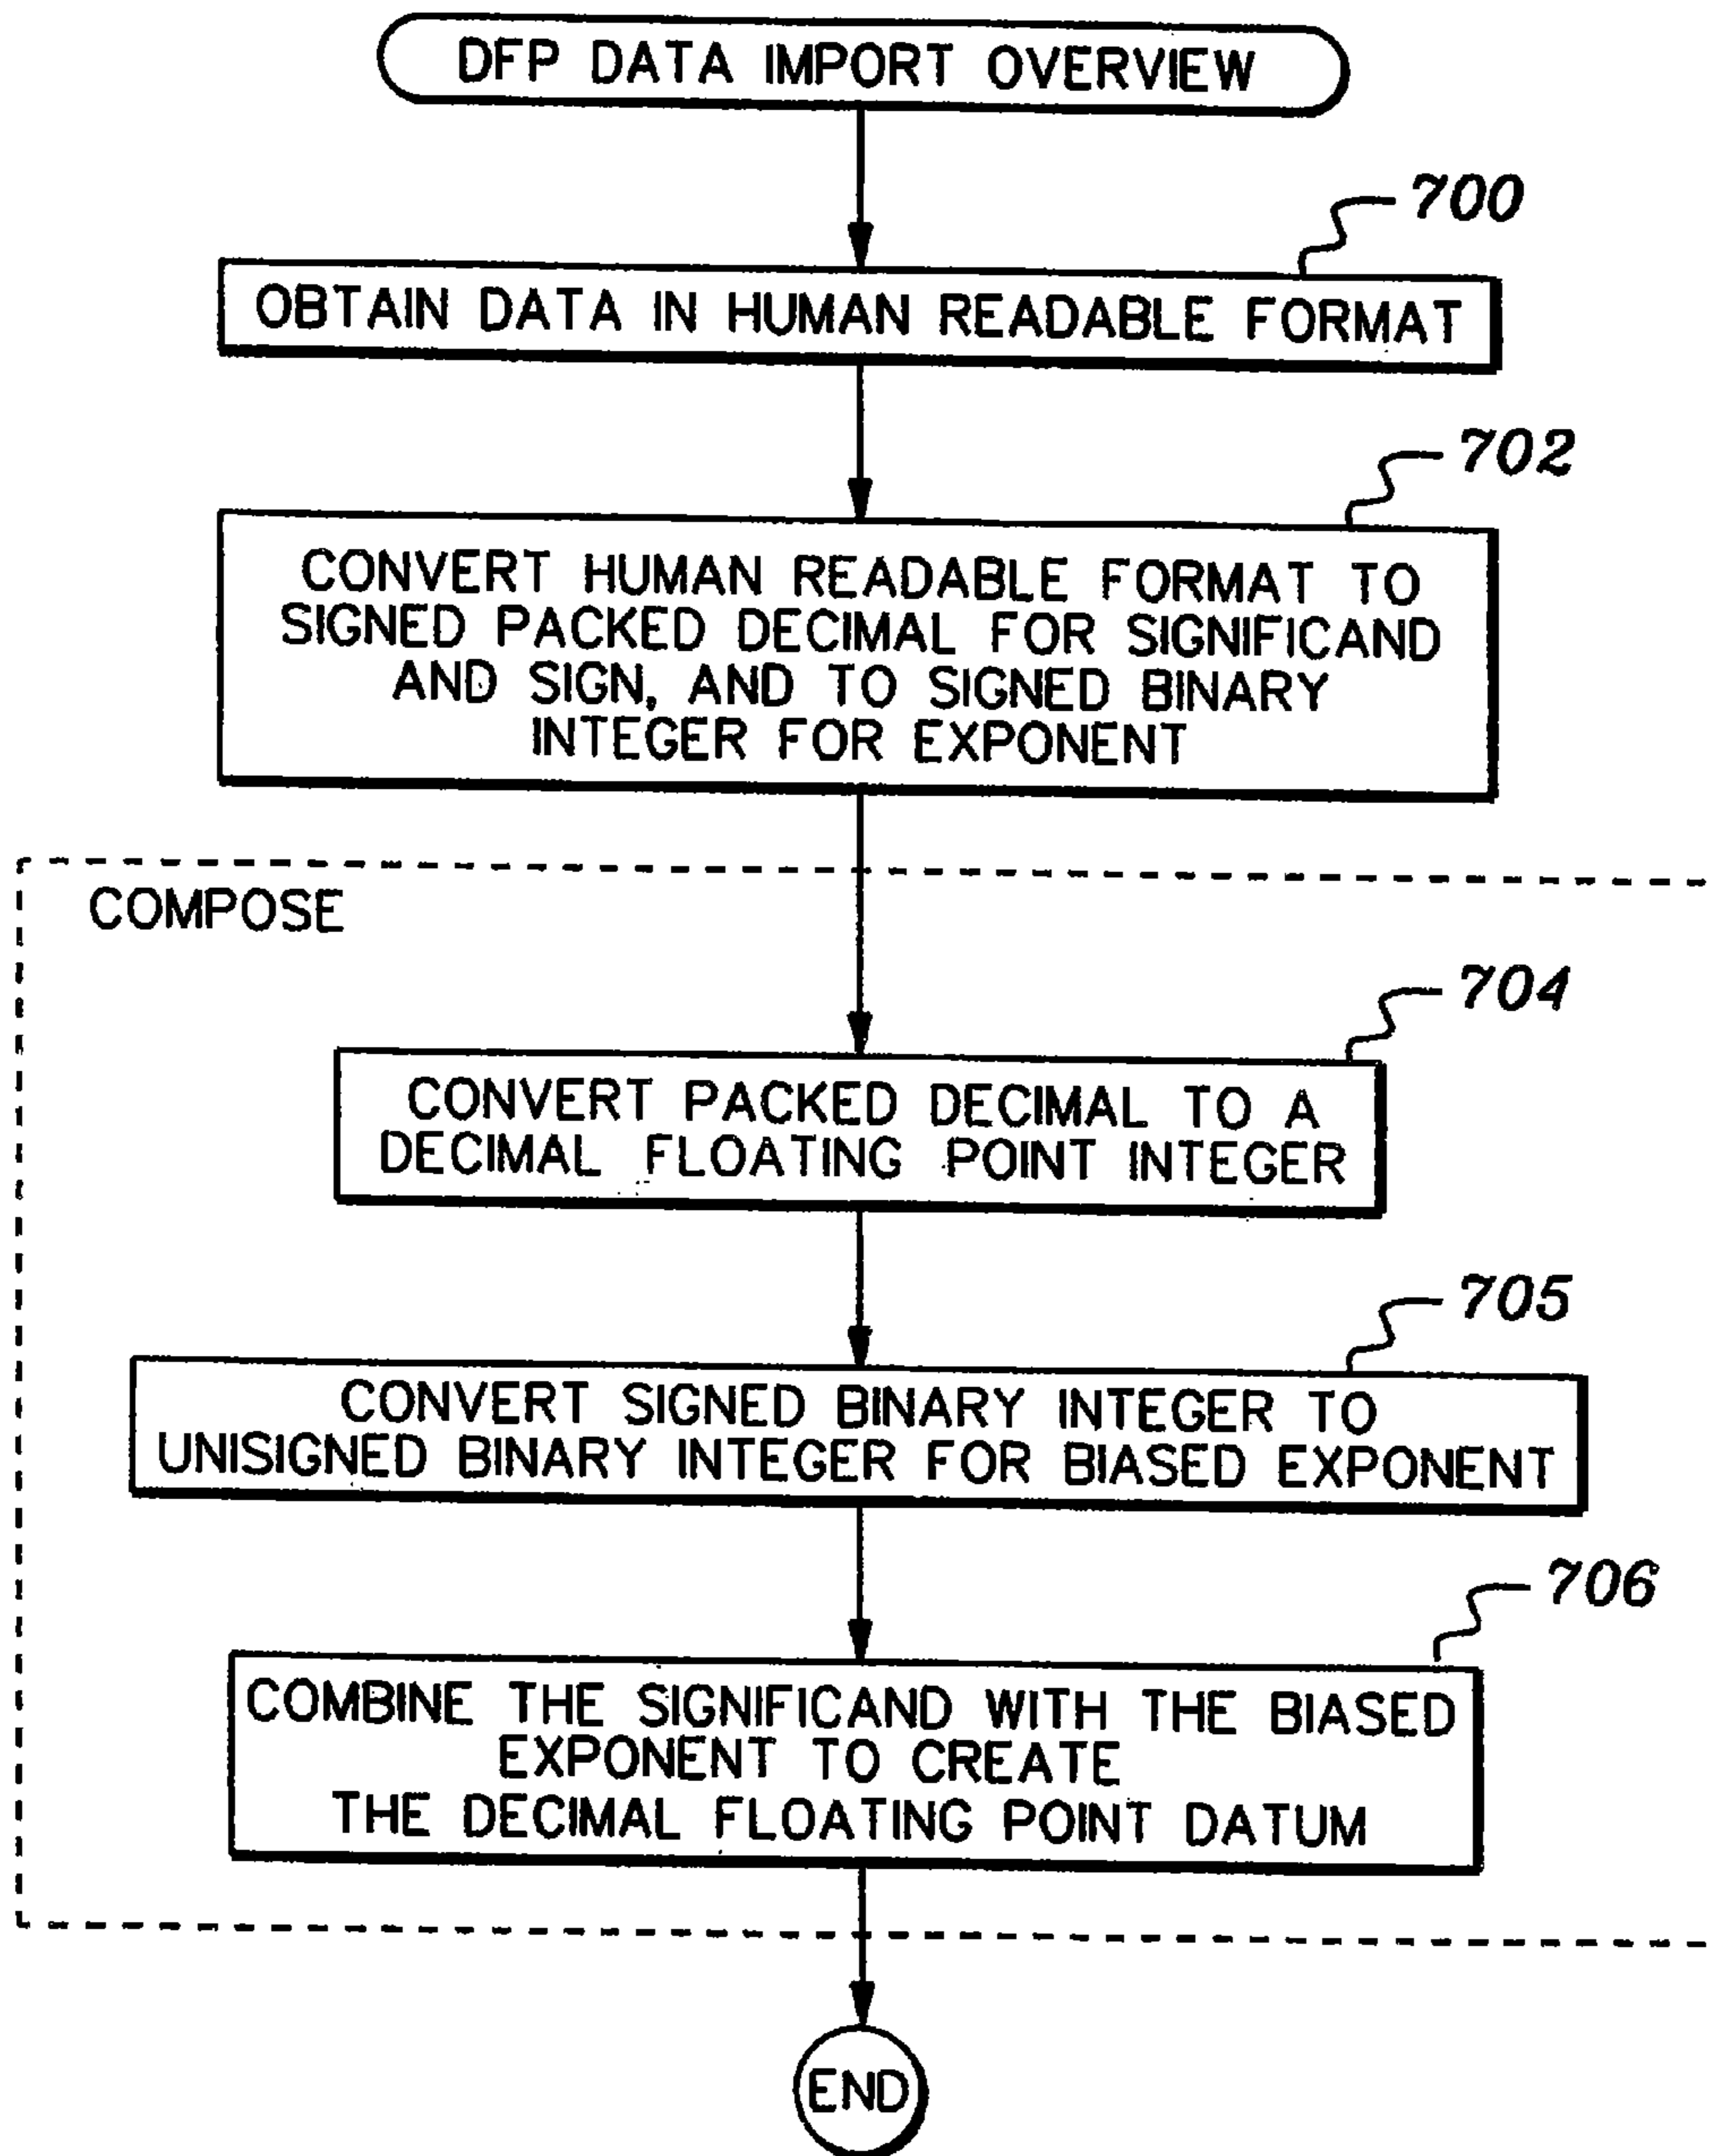 DFP DATA IMPORT OVERVIEW
700
OBTAIN DATA IN HUMAN READABLE FORMAT
702
CONVERT HUMAN READABLE FORMAT TO
SIGNED PACKED DECIMAL FOR SIGNIFICAND
AND SIGN, AND TO SIGNED BINARY
INTEGER FOR EXPONENT
COMPOSE
704
CONVERT PACKED DECIMAL TO A
DECIMAL FLOATING POINT INTEGER
705
CONVERT SIGNED BINARY INTEGER TO
UNISIGNED BINARY INTEGER FOR BIASED EXPONENT
706
COMBINE THE SIGNIFICAND WITH THE BIASED
EXPONENT TO CREATE
THE DECIMAL FLOATING POINT DATUM
END